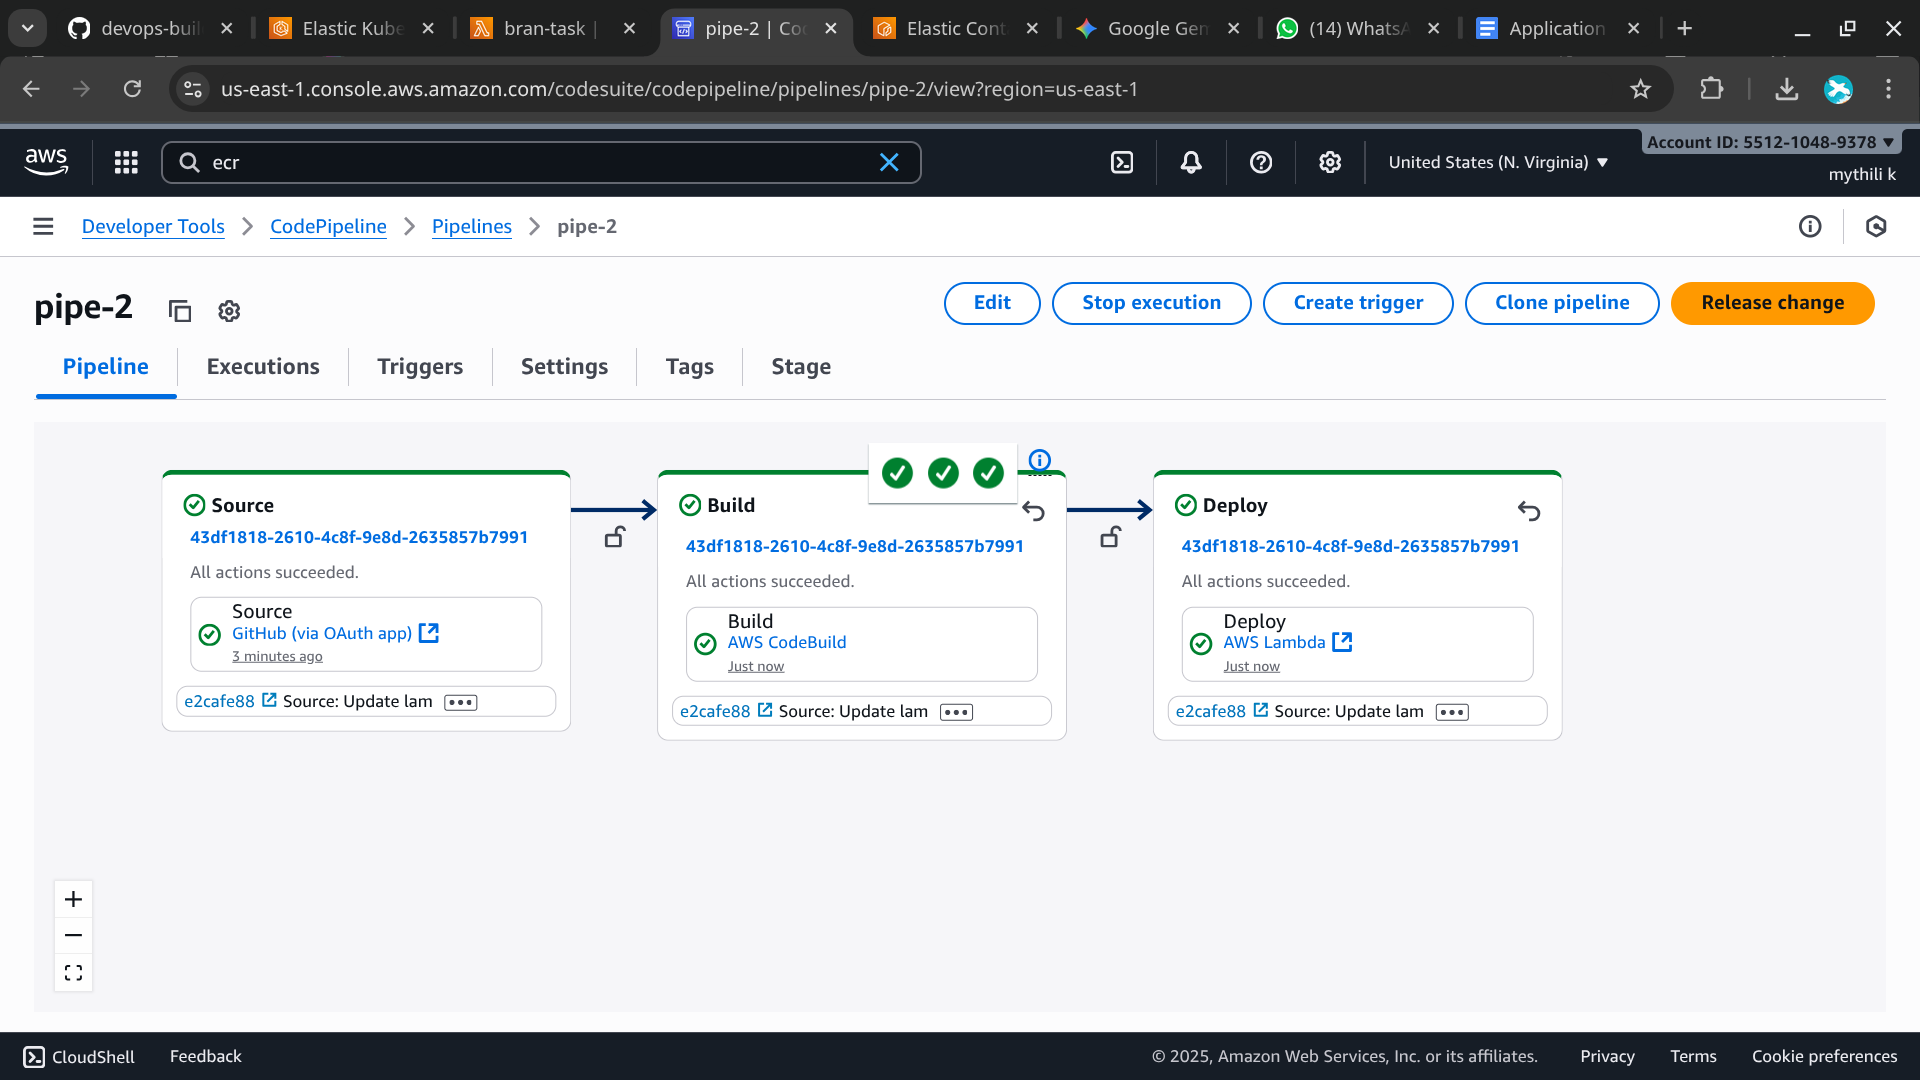 devops-buil
Elastic Kube
bran-task |
pipe-2 | Co
Elastic Cont
Google Gem
(14) WhatsA
Application
us-east-1.console.aws.amazon.com/codesuite/codepipeline/pipelines/pipe-2/view?region=us-east-1
aws
ecr
United States (N. Virginia)
Account ID: 5512-1048-9378
mythili k
Developer Tools
CodePipeline
Pipelines
pipe-2
pipe-2
Edit
Stop execution
Create trigger
Clone pipeline
Release change
Pipeline
Executions
Triggers
Settings
Tags
Stage
Source
43df1818-2610-4c8f-9e8d-2635857b7991
All actions succeeded.
Source
GitHub (via OAuth app)
3 minutes ago
e2cafe88 Source: Update lam
Build
43df1818-2610-4c8f-9e8d-2635857b7991
All actions succeeded.
Build
AWS CodeBuild
Just now
e2cafe88 Source: Update lam
Deploy
43df1818-2610-4c8f-9e8d-2635857b7991
All actions succeeded.
Deploy
AWS Lambda
Just now
e2cafe88 Source: Update lam
CloudShell
Feedback
© 2025, Amazon Web Services, Inc. or its affiliates.
Privacy
Terms
Cookie preferences